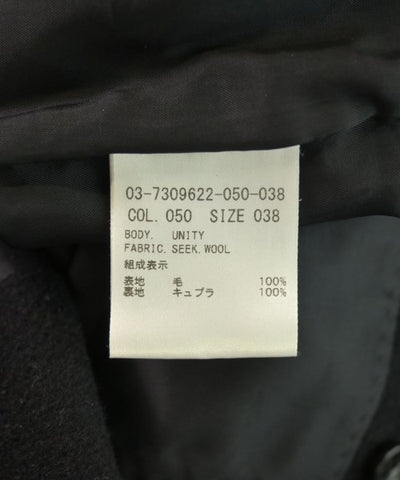 03-7309622-050-038
COL. 050 SIZE 038
BODY. UNITY
FABRIC. SEEK. WOOL
組成表示
表地 毛 100%
裏地 キュプラ 100%